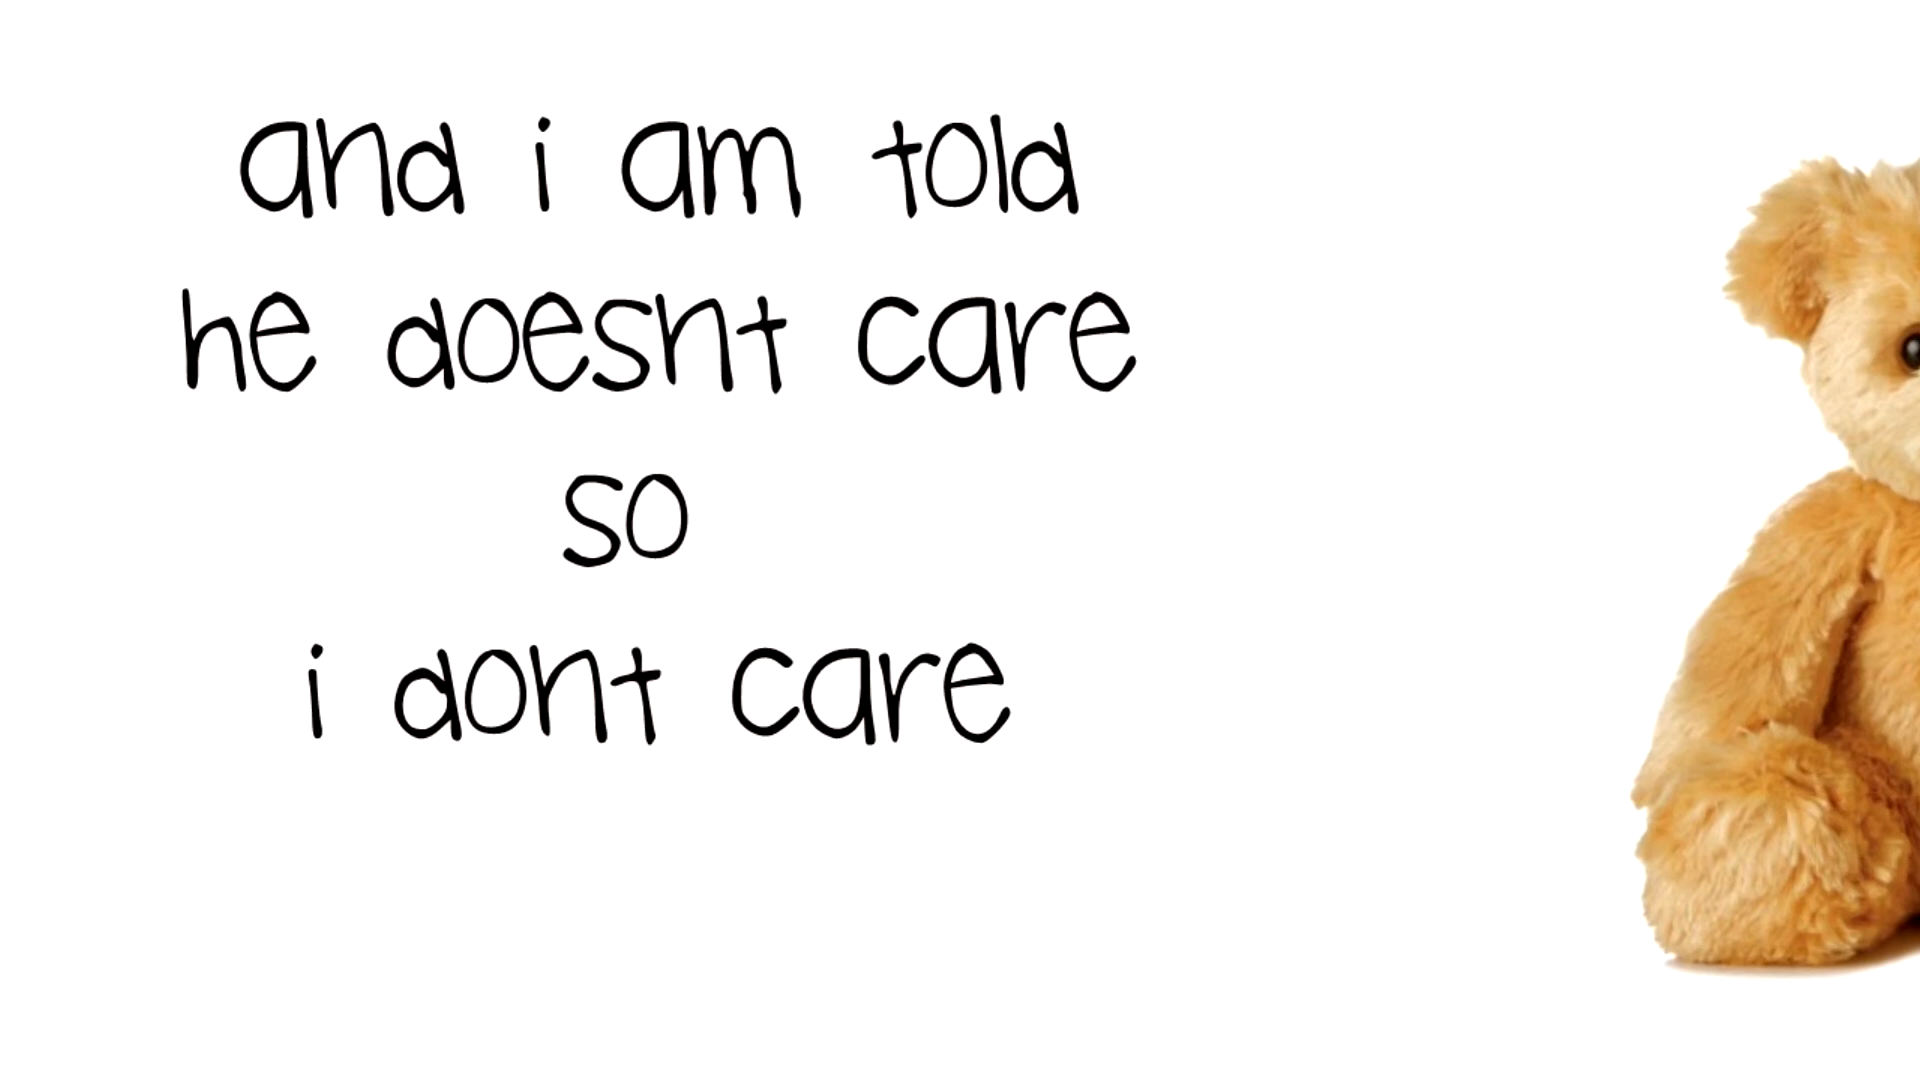 and i am told
he doesnt care
so
i dont care